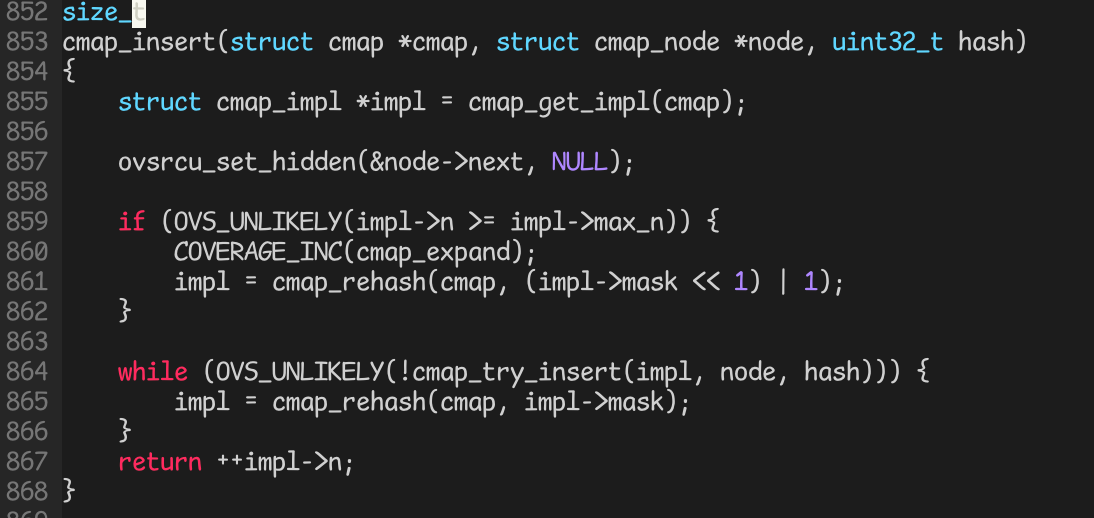 852 size_t
853 cmap_insert(struct cmap *cmap, struct cmap_node *node, uint32_t hash)
854 {
855     struct cmap_impl *impl = cmap_get_impl(cmap);
856
857     ovsrcu_set_hidden(&node->next, NULL);
858
859     if (OVS_UNLIKELY(impl->n >= impl->max_n)) {
860         COVERAGE_INC(cmap_expand);
861         impl = cmap_rehash(cmap, (impl->mask << 1) | 1);
862     }
863
864     while (OVS_UNLIKELY(!cmap_try_insert(impl, node, hash))) {
865         impl = cmap_rehash(cmap, impl->mask);
866     }
867     return ++impl->n;
868 }